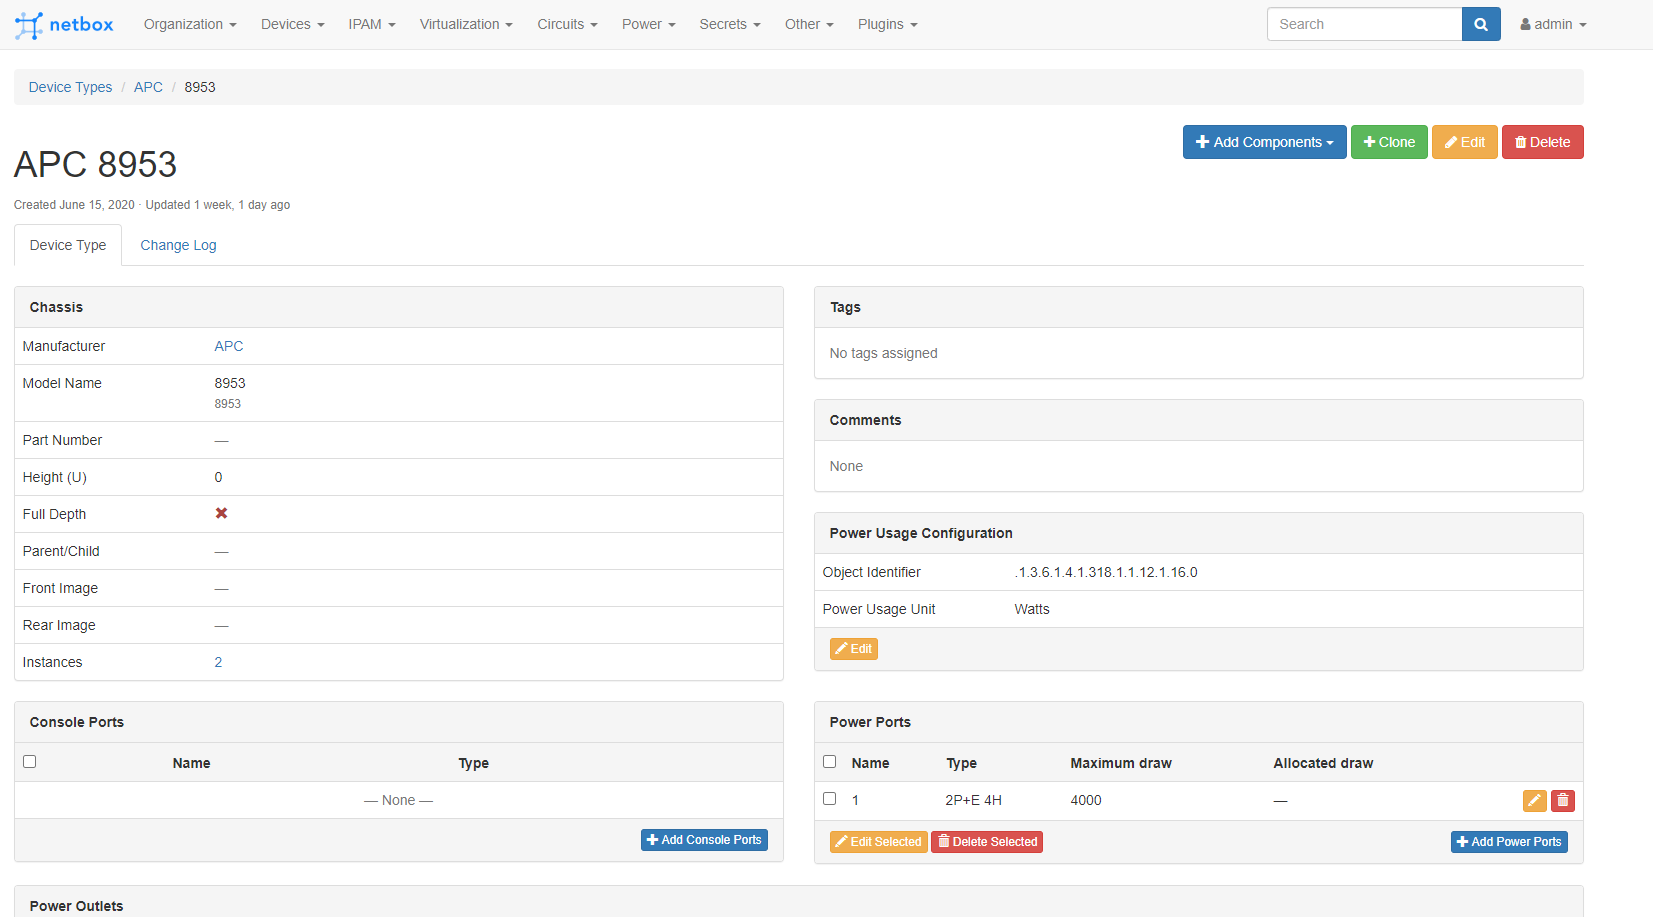 netbox Organization Devices IPAM Virtualization Circuits Power Secrets Other Plugins Search admin
Device Types / APC / 8953
Add Components Clone Edit Delete
APC 8953
Created June 15, 2020 · Updated 1 week, 1 day ago
Device Type Change Log
Chassis
Manufacturer APC
Model Name 8953
8953
Part Number —
Height (U) 0
Full Depth
Parent/Child —
Front Image —
Rear Image —
Instances 2
Tags
No tags assigned
Comments
None
Power Usage Configuration
Object Identifier .1.3.6.1.4.1.318.1.1.12.1.16.0
Power Usage Unit Watts
Edit
Console Ports
Name Type
— None —
Add Console Ports
Power Ports
Name Type Maximum draw Allocated draw
1 2P+E 4H 4000 —
Edit Selected Delete Selected Add Power Ports
Power Outlets